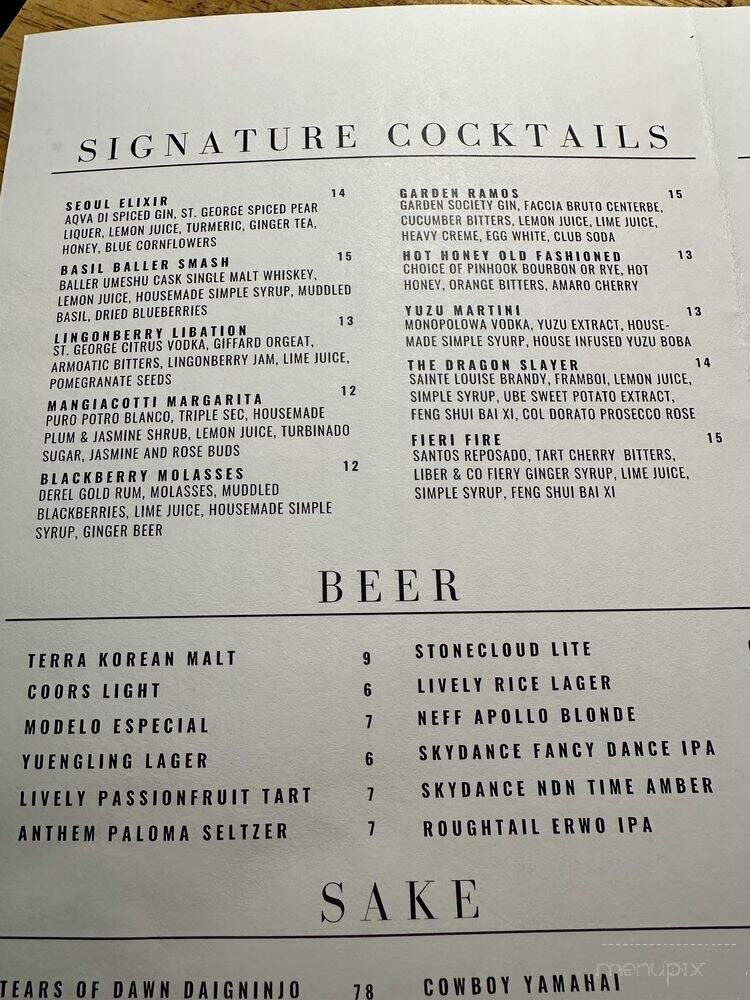 SIGNATURE COCKTAILS
SEOUL ELIXIR 14
AQVA DI SPICED GIN, ST. GEORGE SPICED PEAR
LIQUER, LEMON JUICE, TURMERIC, GINGER TEA,
HONEY, BLUE CORNFLOWERS
BASIL BALLER SMASH 15
BALLER UMESHU CASK SINGLE MALT WHISKEY,
LEMON JUICE, HOUSEMADE SIMPLE SYRUP, MUDDLED
BASIL, DRIED BLUEBERRIES
LINGONBERRY LIBATION 13
ST. GEORGE CITRUS VODKA, GIFFARD ORGEAT,
ARMOATIC BITTERS, LINGONBERRY JAM, LIME JUICE,
POMEGRANATE SEEDS
MANGIACOTTI MARGARITA 12
PURO POTRO BLANCO, TRIPLE SEC, HOUSEMADE
PLUM & JASMINE SHRUB, LEMON JUICE, TURBINADO
SUGAR, JASMINE AND ROSE BUDS
BLACKBERRY MOLASSES 12
DEREL GOLD RUM, MOLASSES, MUDDLED
BLACKBERRIES, LIME JUICE, HOUSEMADE SIMPLE
SYRUP, GINGER BEER
GARDEN RAMOS 15
GARDEN SOCIETY GIN, FACCIA BRUTO CENTERBE,
CUCUMBER BITTERS, LEMON JUICE, LIME JUICE,
HEAVY CREME, EGG WHITE, CLUB SODA
HOT HONEY OLD FASHIONED 13
CHOICE OF PINHOOK BOURBON OR RYE, HOT
HONEY, ORANGE BITTERS, AMARO CHERRY
YUZU MARTINI 13
MONOPOLOWA VODKA, YUZU EXTRACT, HOUSE-
MADE SIMPLE SYURP, HOUSE INFUSED YUZU BOBA
THE DRAGON SLAYER 14
SAINTE LOUISE BRANDY, FRAMBOI, LEMON JUICE,
SIMPLE SYRUP, UBE SWEET POTATO EXTRACT,
FENG SHUI BAI XI, COL DORATO PROSECCO ROSE
FIERI FIRE 15
SANTOS REPOSADO, TART CHERRY BITTERS,
LIBER & CO FIERY GINGER SYRUP, LIME JUICE,
SIMPLE SYRUP, FENG SHUI BAI XI
BEER
TERRA KOREAN MALT 9
COORS LIGHT 6
MODELO ESPECIAL 7
YUENGLING LAGER 6
LIVELY PASSIONFRUIT TART 7
ANTHEM PALOMA SELTZER 7
STONECLOUD LITE
LIVELY RICE LAGER
NEFF APOLLO BLONDE
SKYDANCE FANCY DANCE IPA
SKYDANCE NDN TIME AMBER
ROUGHTAIL ERWO IPA
SAKE
TEARS OF DAWN DAIGNINJO 78
COWBOY YAMAHAI
menupix